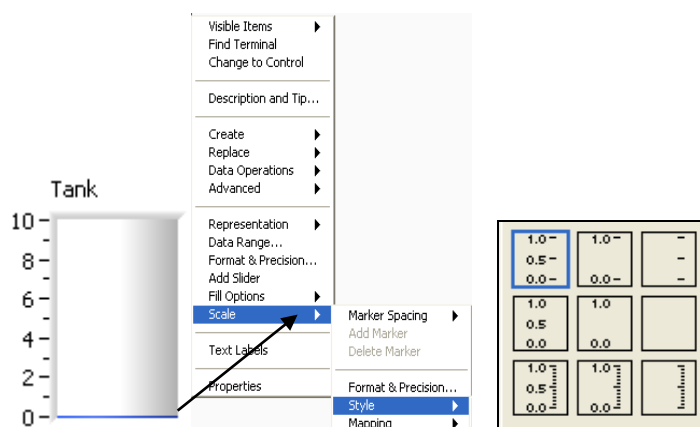 Tank
10
8
6
4
2
0
Visible Items
Find Terminal
Change to Control
Description and Tip...
Create
Replace
Data Operations
Advanced
Representation
Data Range...
Format & Precision...
Add Slider
Fill Options
Scale
Text Labels
Properties
Marker Spacing
Add Marker
Delete Marker
Format & Precision...
Style
Mapping
1.0 1.0
0.5
0.0 0.0
1.0 1.0
0.5
0.0 0.0
1.0 1.0
0.5
0.0 0.0